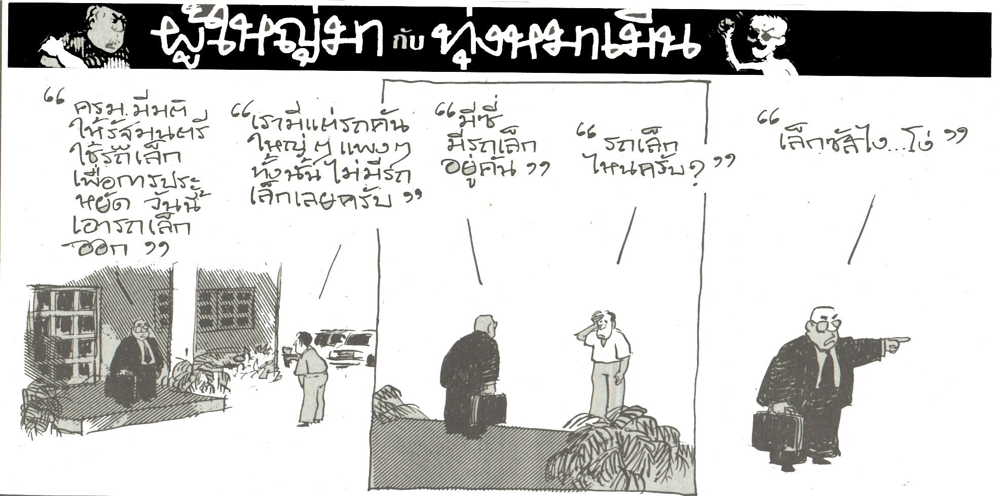 ผู้ใหญ่มา กับ ทุ่งหมาเมิน
“ ครม. มีมติ
ให้รัฐมนตรี
ใช้รถเล็ก
เพื่อการประ
หยัด วันนี้
เอารถเล็ก
ออก ”
“ เรามีแต่รถคัน
ใหญ่ๆ แพงๆ
ทั้งนั้น ไม่มีรถ
เล็กเลยครับ ”
“ มีซี่
มีรถเล็ก
อยู่คัน ”
“ รถเล็ก
ไหนครับ? ”
“ เล็กซัสไง...โง่ ”